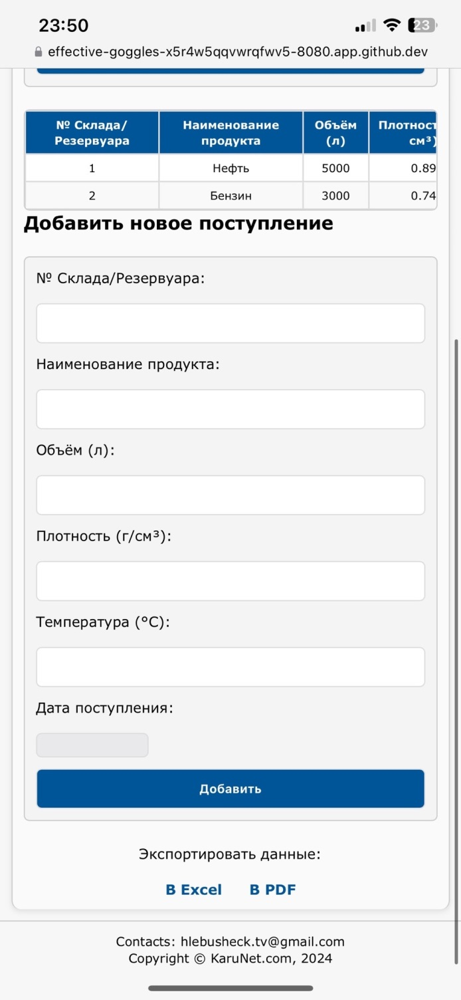 23:50
23
effective-goggles-x5r4w5qqvwrqfwv5-8080.app.github.dev
№ Склада/ Наименование Объём Плотност
Резервуара продукта (л) см³)
1 Нефть 5000 0.89
2 Бензин 3000 0.74
Добавить новое поступление
№ Склада/Резервуара:
Наименование продукта:
Объём (л):
Плотность (г/см³):
Температура (°C):
Дата поступления:
Добавить
Экспортировать данные:
В Excel В PDF
Contacts: hlebusheck.tv@gmail.com
Copyright © KaruNet.com, 2024